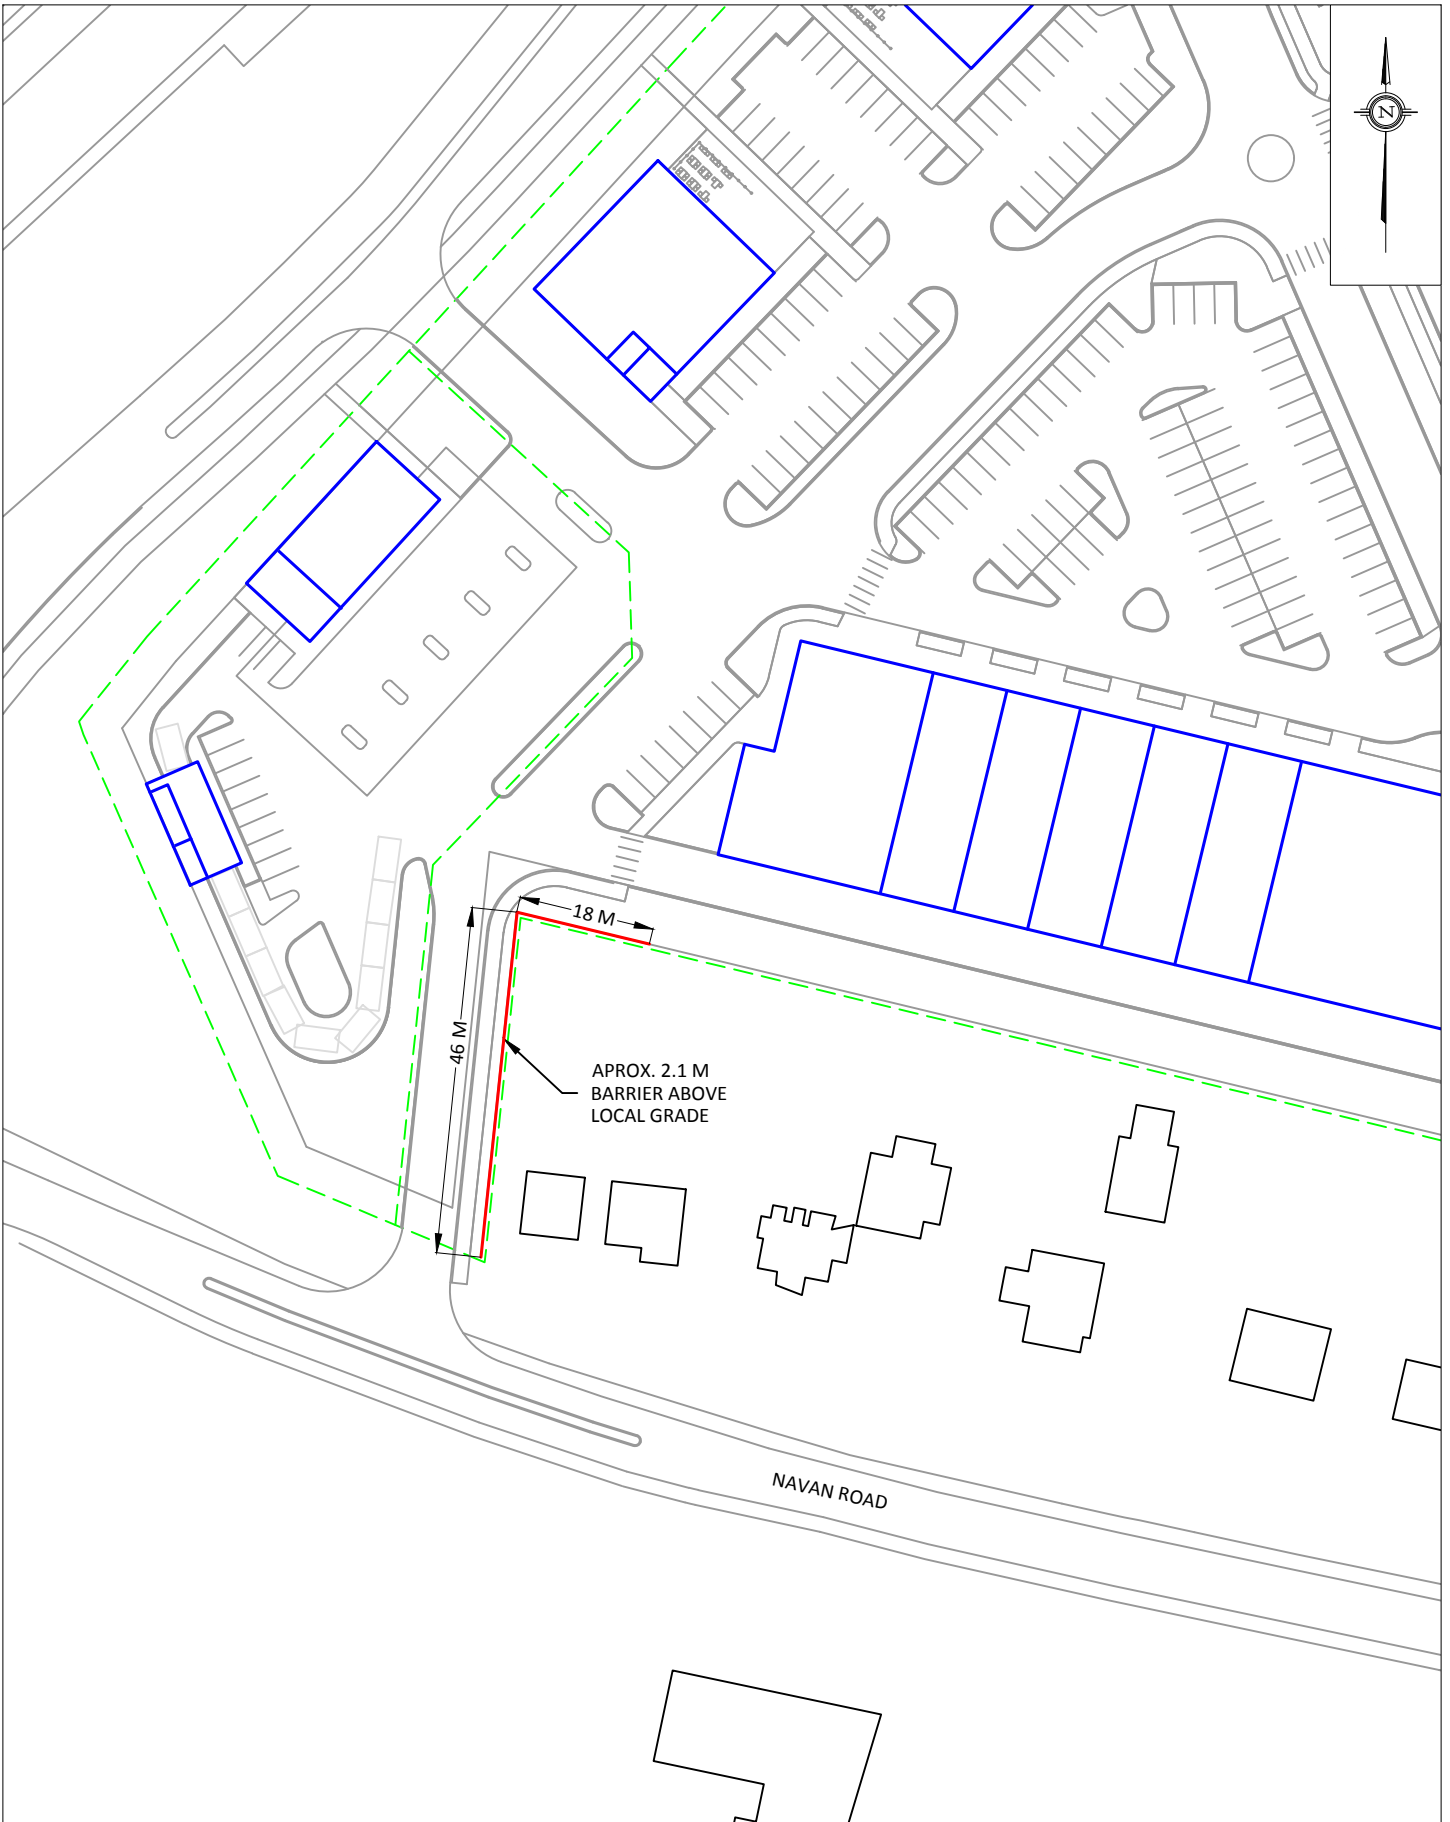 N
18 M
46 M
APROX. 2.1 M
BARRIER ABOVE
LOCAL GRADE
NAVAN ROAD